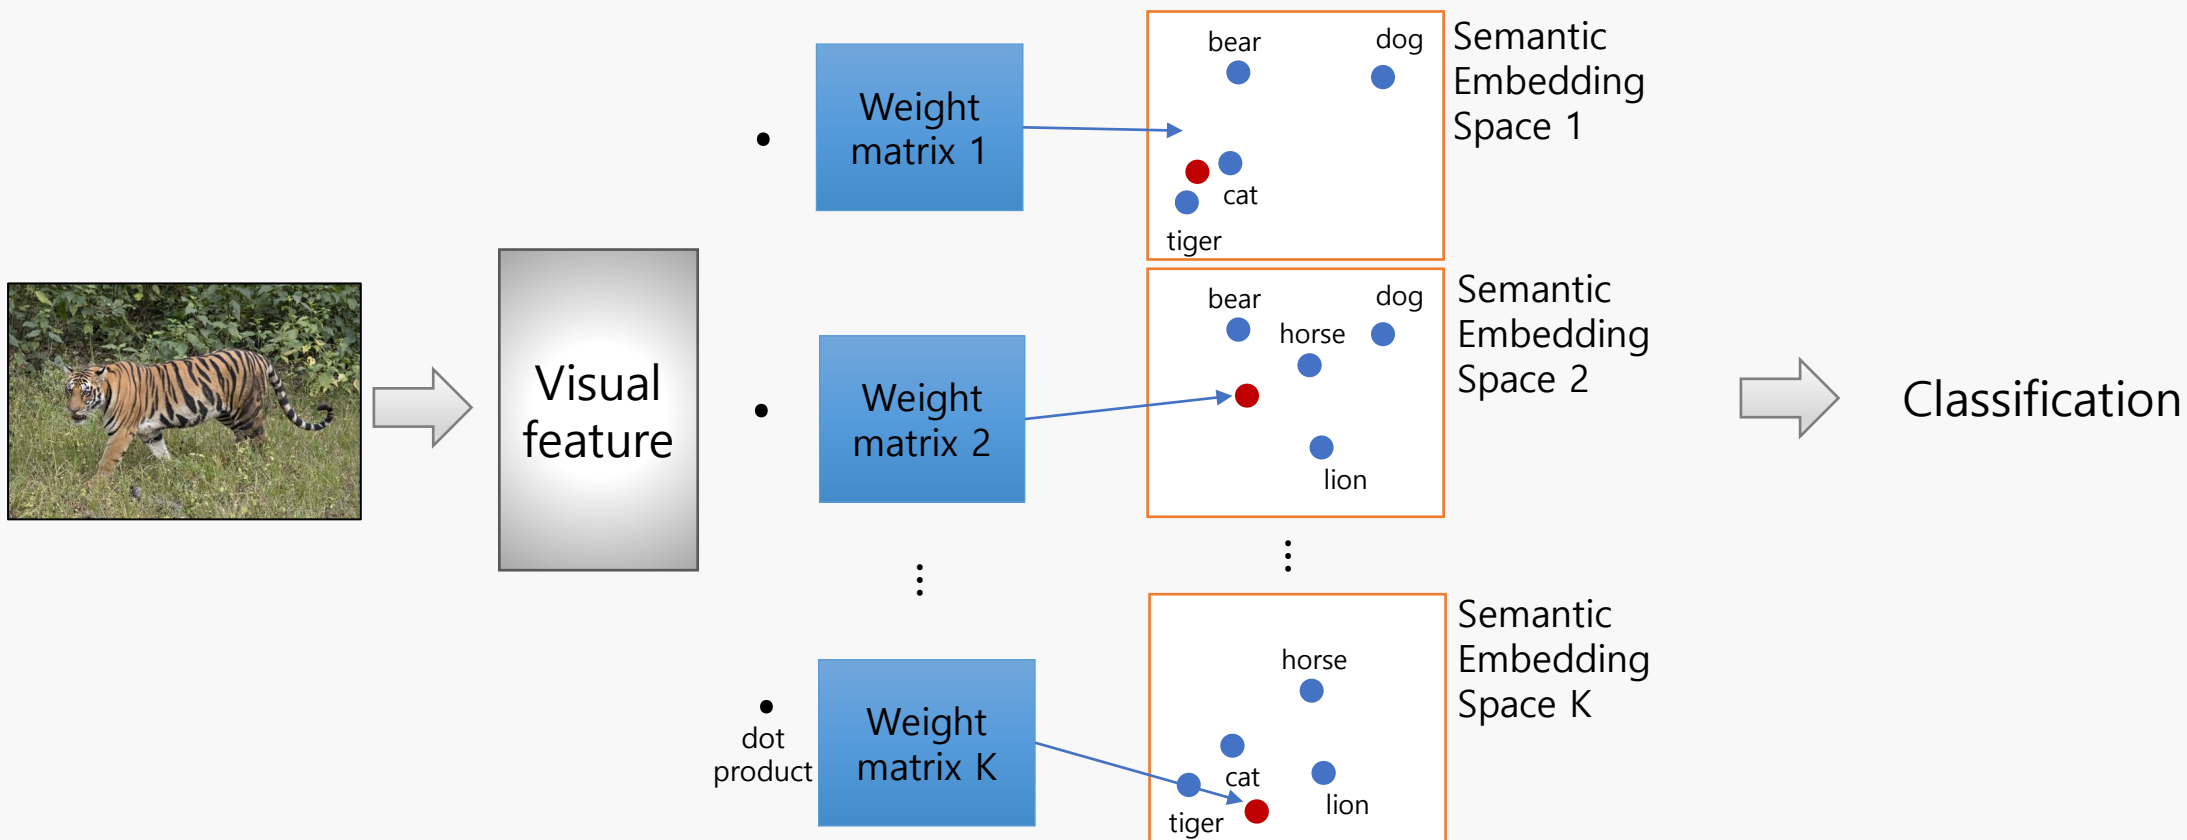 Visual
feature
dot
product
Weight
matrix 1
Weight
matrix 2
Weight
matrix K
bear
dog
cat
tiger
Semantic
Embedding
Space 1
bear
dog
horse
lion
Semantic
Embedding
Space 2
horse
cat
tiger
lion
Semantic
Embedding
Space K
Classification